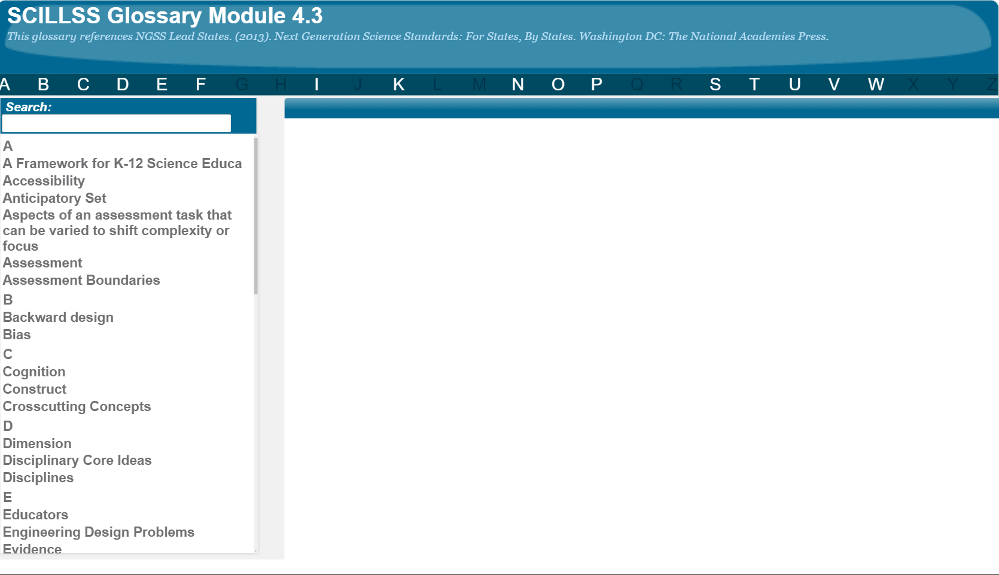 SCILLSS Glossary Module 4.3
This glossary references NGSS Lead States. (2013). Next Generation Science Standards: For States, By States. Washington DC: The National Academies Press.
A B C D E F G H I J K L M N O P Q R S T U V W X Y Z
Search:
A
A Framework for K-12 Science Educa
Accessibility
Anticipatory Set
Aspects of an assessment task that
can be varied to shift complexity or
focus
Assessment
Assessment Boundaries
B
Backward design
Bias
C
Cognition
Construct
Crosscutting Concepts
D
Dimension
Disciplinary Core Ideas
Disciplines
E
Educators
Engineering Design Problems
Evidence